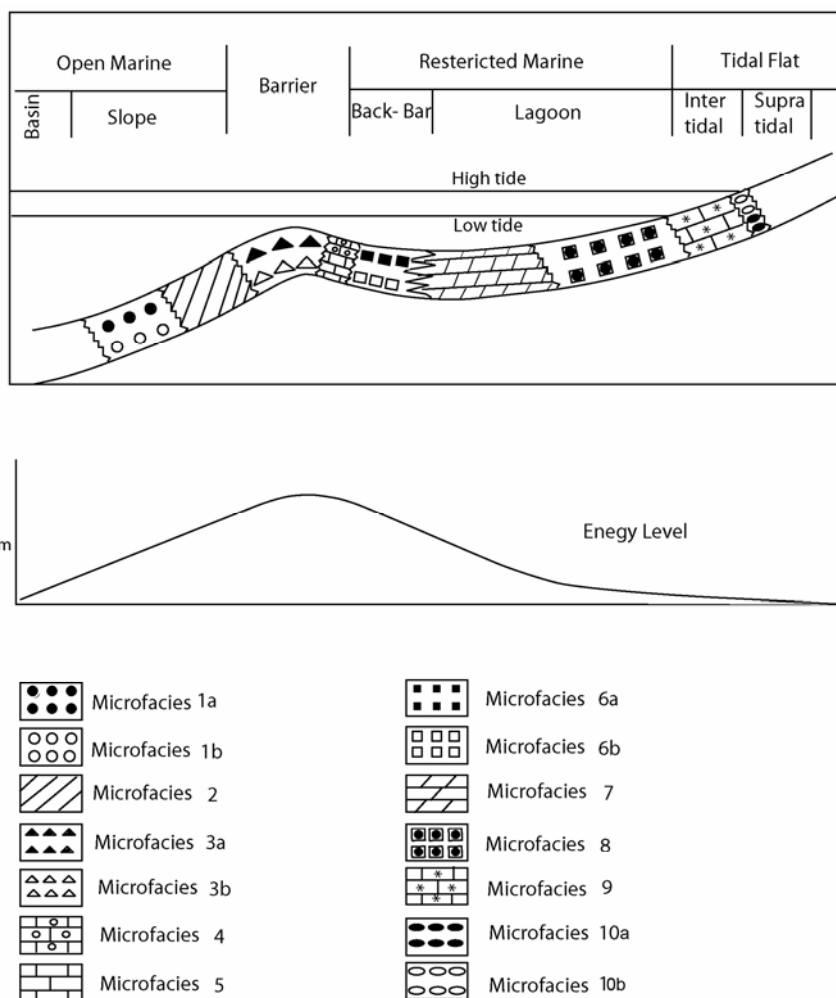 Open Marine
Barrier
Restericted Marine
Tidal Flat
Basin
Slope
Back- Bar
Lagoon
Inter
tidal
Supra
tidal
High tide
Low tide
m
Enegy Level
Microfacies 1a
Microfacies 1b
Microfacies 2
Microfacies 3a
Microfacies 3b
Microfacies 4
Microfacies 5
Microfacies 6a
Microfacies 6b
Microfacies 7
Microfacies 8
Microfacies 9
Microfacies 10a
Microfacies 10b